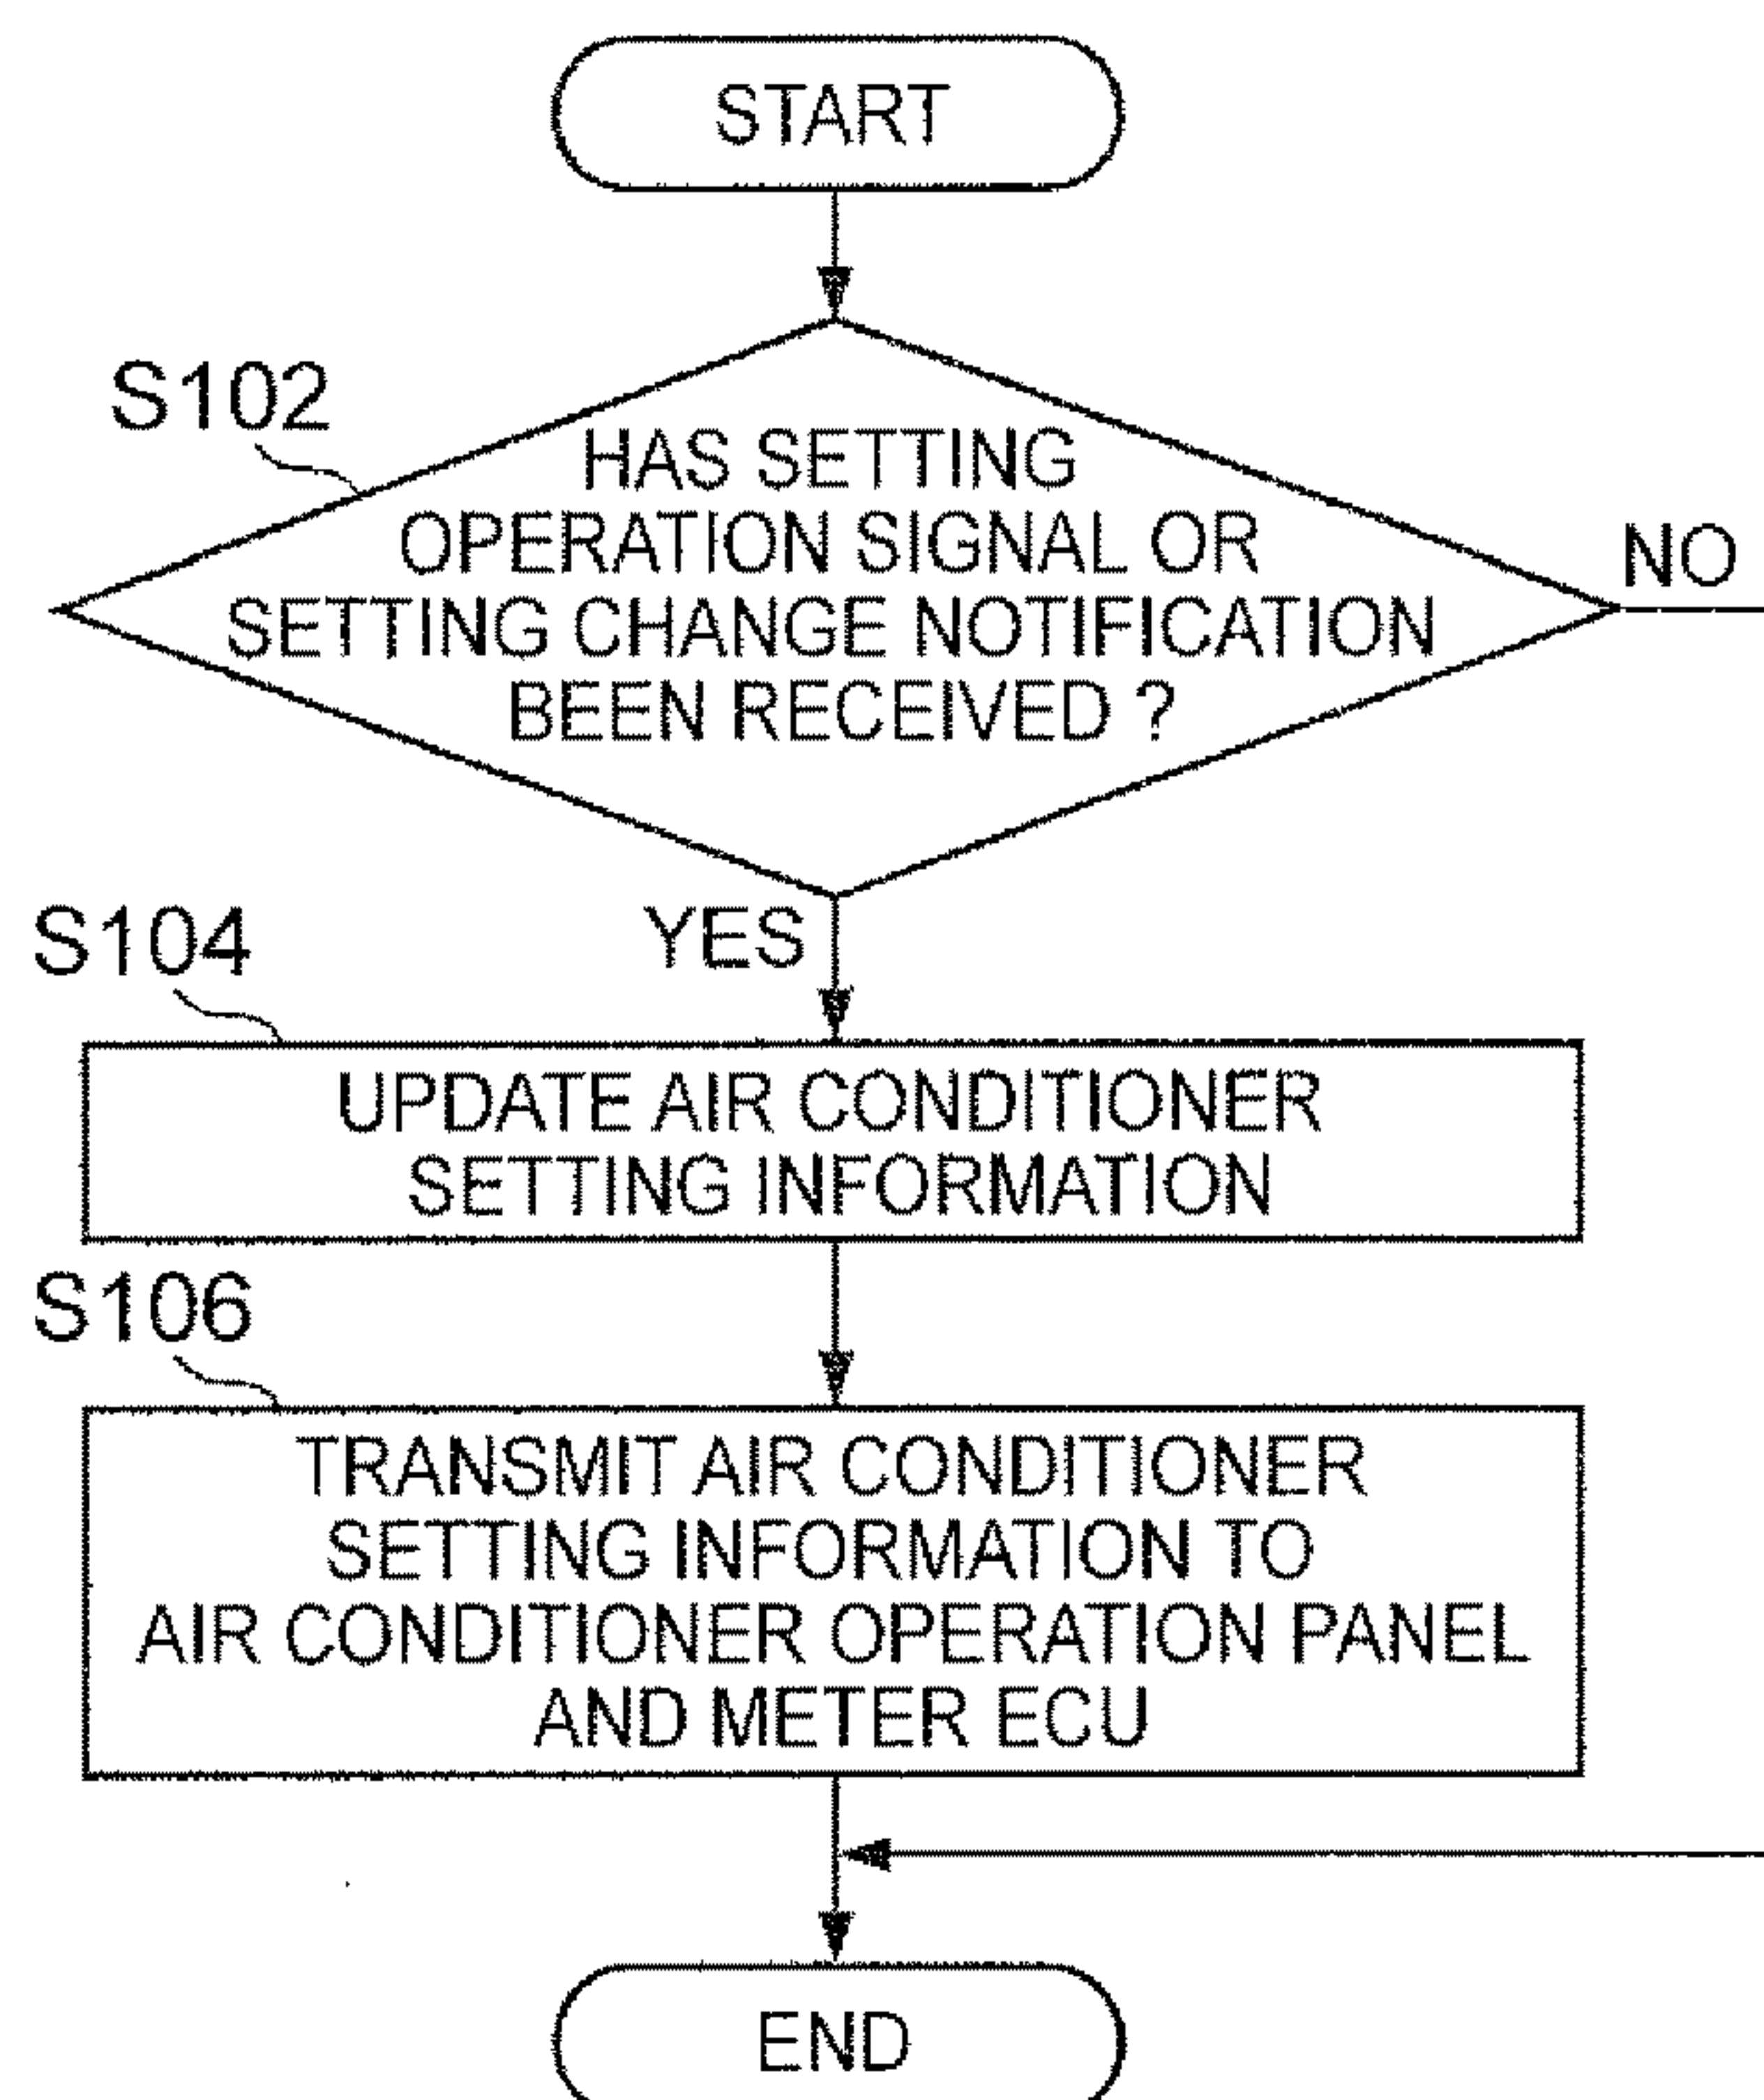 START
S102
HAS SETTING
OPERATION SIGNAL OR
SETTING CHANGE NOTIFICATION
BEEN RECEIVED ?
NO
YES
S104
UPDATE AIR CONDITIONER
SETTING INFORMATION
S106
TRANSMIT AIR CONDITIONER
SETTING INFORMATION TO
AIR CONDITIONER OPERATION PANEL
AND METER ECU
END